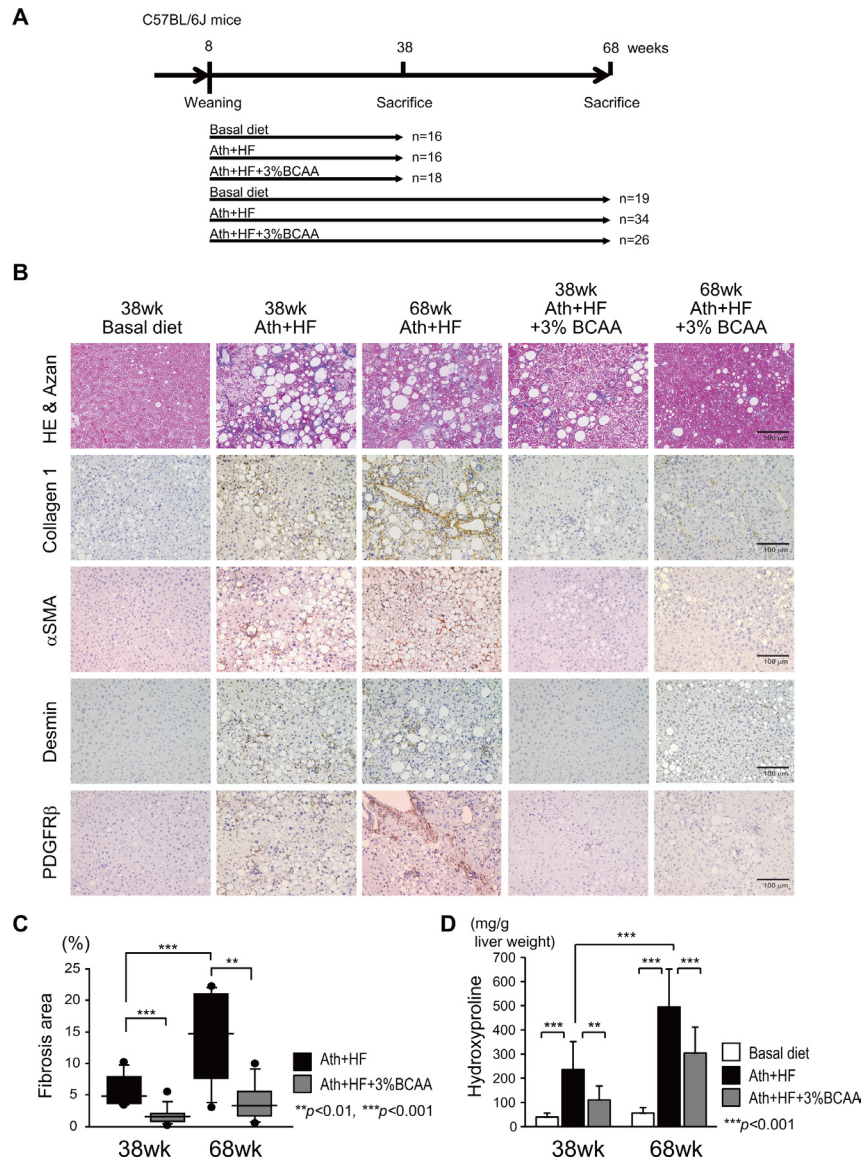 A
C57BL/6J mice
8 38 68 weeks
Weaning Sacrifice Sacrifice
Basal diet n=16
Ath+HF n=16
Ath+HF+3%BCAA n=18
Basal diet n=19
Ath+HF n=34
Ath+HF+3%BCAA n=26
B
38wk
Basal diet
38wk
Ath+HF
68wk
Ath+HF
38wk
Ath+HF
+3% BCAA
68wk
Ath+HF
+3% BCAA
HE & Azan
100 μm
Collagen 1
100 μm
αSMA
100 μm
Desmin
100 μm
PDGFRβ
100 μm
C
(%)
Fibrosis area
25
20
15
10
5
0
***
***
**
38wk 68wk
Ath+HF
Ath+HF+3%BCAA
**p<0.01, ***p<0.001
D
(mg/g
liver weight)
Hydroxyproline
700
600
500
400
300
200
100
0
***
*** **
*** ***
38wk 68wk
Basal diet
Ath+HF
Ath+HF+3%BCAA
***p<0.001